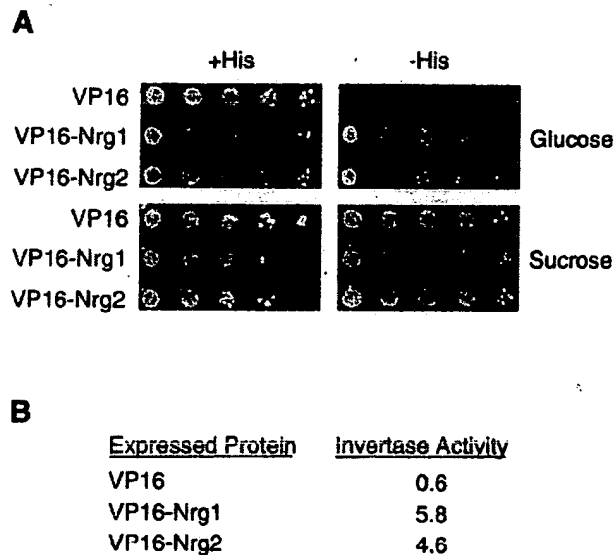 A
+His -His
VP16
VP16-Nrg1
VP16-Nrg2
Glucose
VP16
VP16-Nrg1
VP16-Nrg2
Sucrose
B
Expressed Protein Invertase Activity
VP16 0.6
VP16-Nrg1 5.8
VP16-Nrg2 4.6